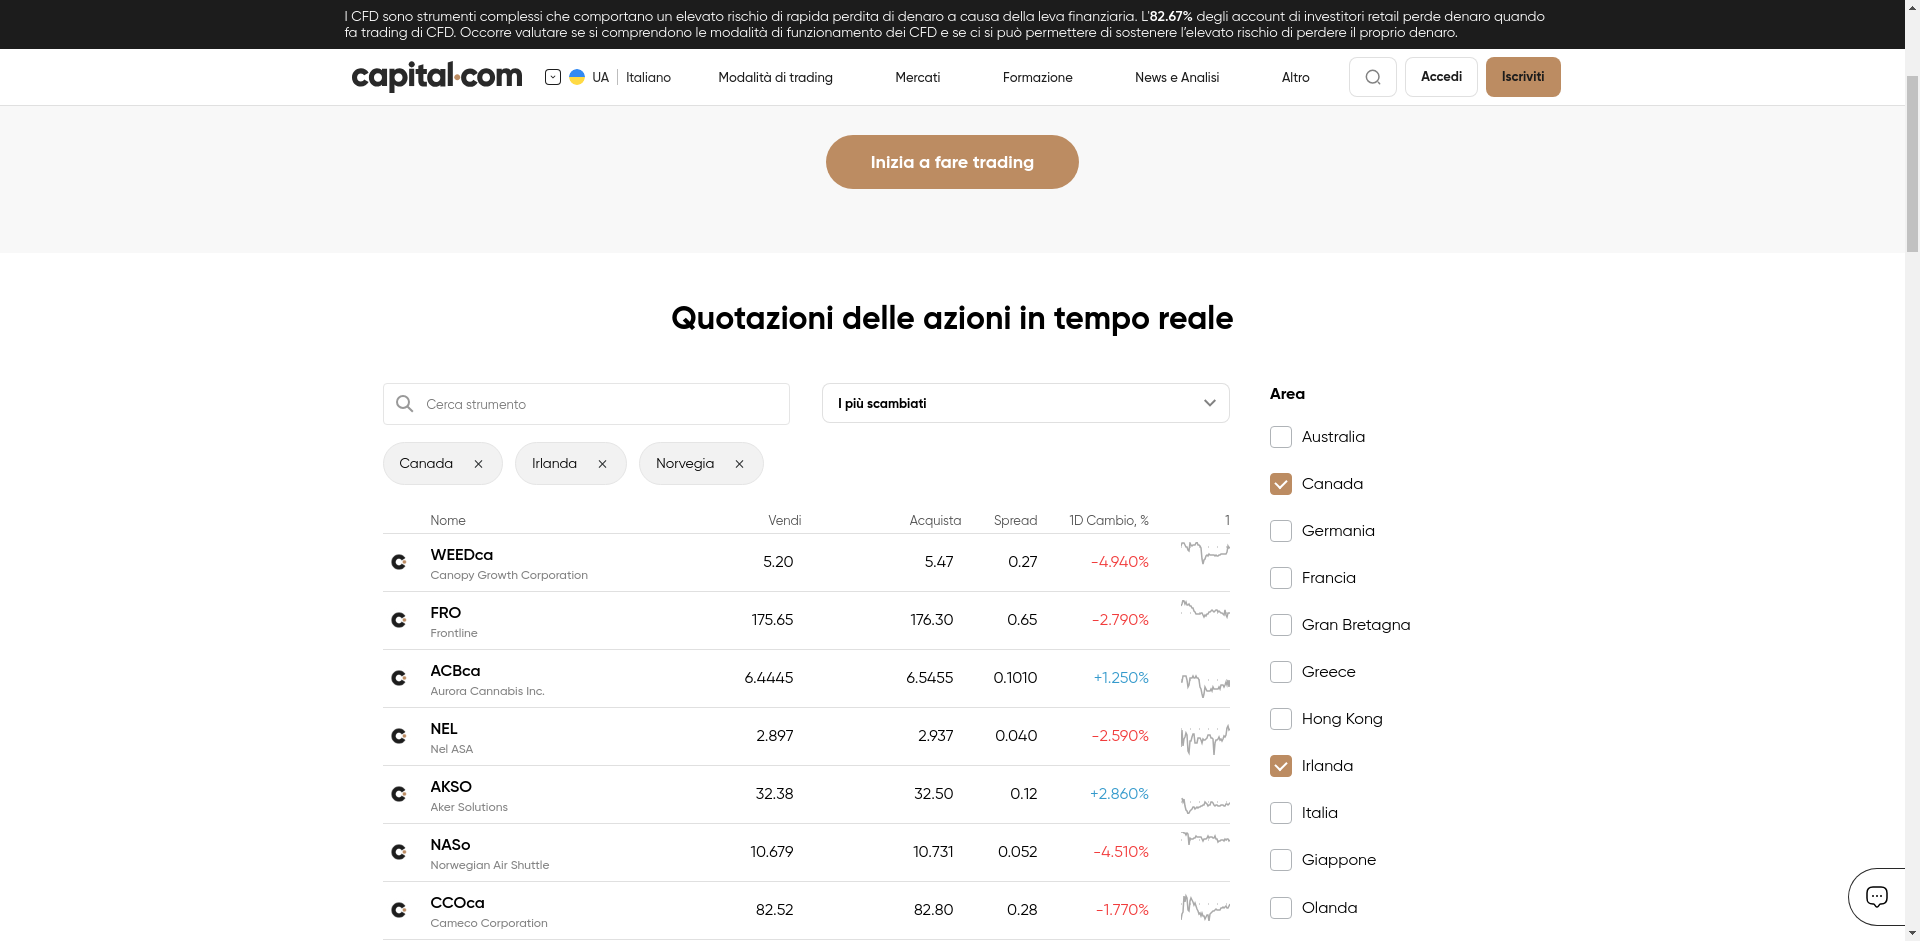 I CFD sono strumenti complessi che comportano un elevato rischio di rapida perdita di denaro a causa della leva finanziaria. L'82.67% degli account di investitori retail perde denaro quando
fa trading di CFD. Occorre valutare se si comprendono le modalità di funzionamento dei CFD e se ci si può permettere di sostenere l'elevato rischio di perdere il proprio denaro.
capital.com UA Italiano Modalità di trading Mercati Formazione News e Analisi Altro Accedi Iscriviti
Inizia a fare trading
Quotazioni delle azioni in tempo reale
Cerca strumento
I più scambiati
Canada
Irlanda
Norvegia
Nome Vendi Acquista Spread 1D Cambio, % 1
WEEDca 5.20 5.47 0.27 -4.940%
Canopy Growth Corporation
FRO 175.65 176.30 0.65 -2.790%
Frontline
ACBca 6.4445 6.5455 0.1010 +1.250%
Aurora Cannabis Inc.
NEL 2.897 2.937 0.040 -2.590%
Nel ASA
AKSO 32.38 32.50 0.12 +2.860%
Aker Solutions
NASo 10.679 10.731 0.052 -4.510%
Norwegian Air Shuttle
CCOca 82.52 82.80 0.28 -1.770%
Cameco Corporation
Area
Australia
Canada
Germania
Francia
Gran Bretagna
Greece
Hong Kong
Irlanda
Italia
Giappone
Olanda